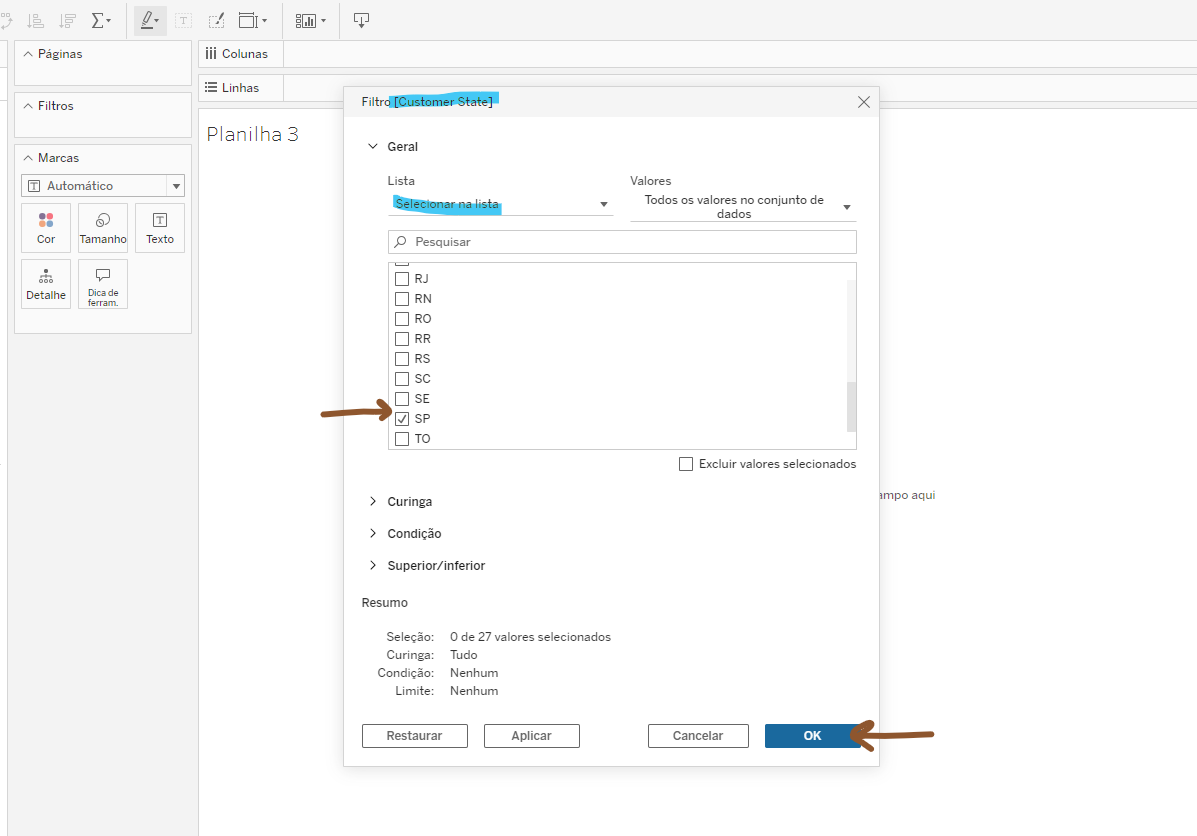 Páginas
Colunas
Linhas
Filtros
Marcas
Automático
Cor
Tamanho
Texto
Detalhe
Dica de
ferram.
Planilha 3
Filtro [Customer State]
Geral
Lista
Valores
Selecionar na lista
Todos os valores no conjunto de
dados
Pesquisar
RJ
RN
RO
RR
RS
SC
SE
SP
TO
Excluir valores selecionados
ampo aqui
Curinga
Condição
Superior/inferior
Resumo
Seleção: 0 de 27 valores selecionados
Curinga: Tudo
Condição: Nenhum
Limite: Nenhum
Restaurar
Aplicar
Cancelar
OK